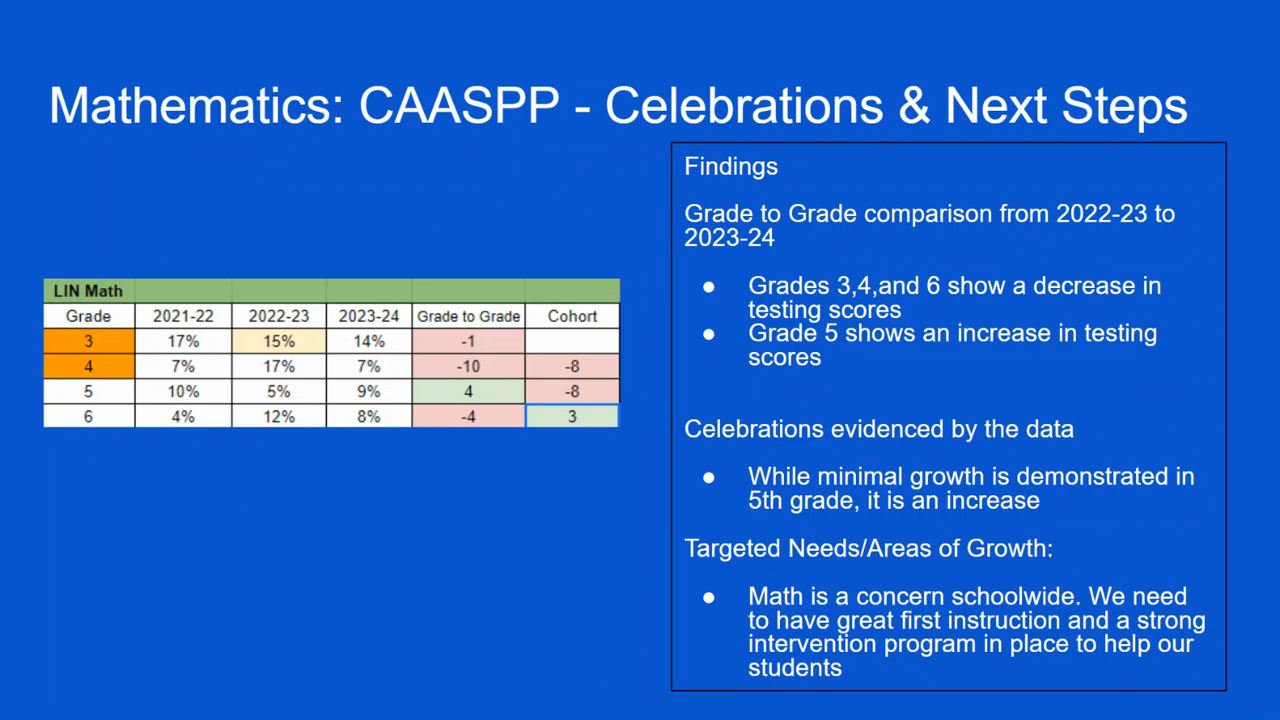 Mathematics: CAASPP - Celebrations & Next Steps
LIN Math
Grade 2021-22 2022-23 2023-24 Grade to Grade Cohort
3 17% 15% 14% -1
4 7% 17% 7% -10 -8
5 10% 5% 9% 4 -8
6 4% 12% 8% -4 3
Findings
Grade to Grade comparison from 2022-23 to
2023-24
● Grades 3,4,and 6 show a decrease in
testing scores
● Grade 5 shows an increase in testing
scores
Celebrations evidenced by the data
● While minimal growth is demonstrated in
5th grade, it is an increase
Targeted Needs/Areas of Growth:
● Math is a concern schoolwide. We need
to have great first instruction and a strong
intervention program in place to help our
students